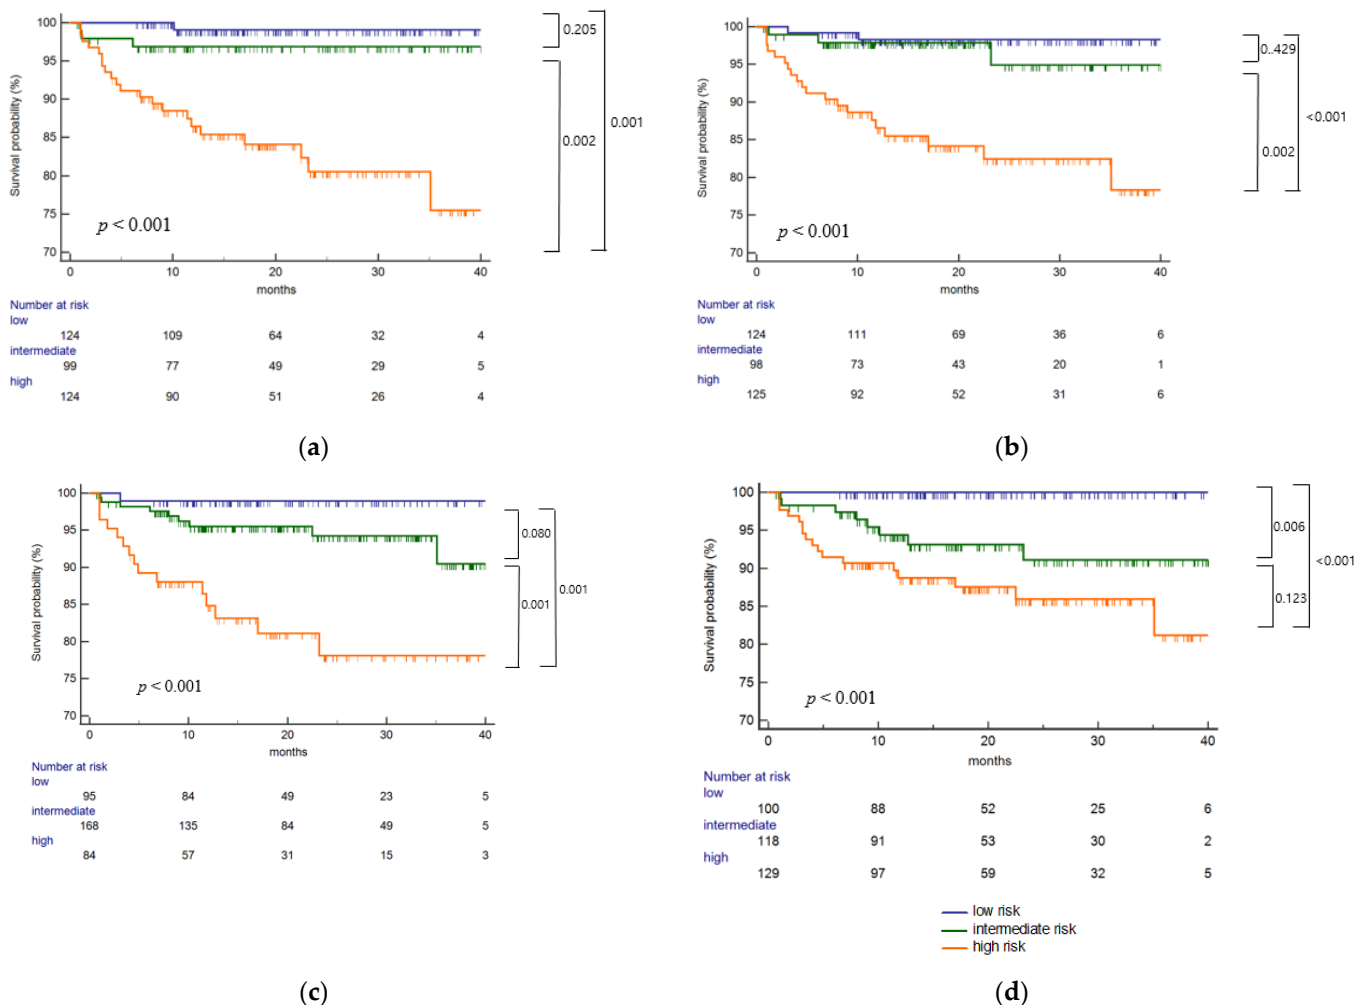 100
95
90
85
80
75
70
Survival probability (%)
p < 0.001
0 10 20 30 40
months
0.205
0.002
0.001
Number at risk
low
124 109 64 32 4
intermediate
99 77 49 29 5
high
124 90 51 26 4
(a)
100
95
90
85
80
75
70
Survival probability (%)
p < 0.001
0 10 20 30 40
months
0.429
0.002
<0.001
Number at risk
low
124 111 69 36 6
intermediate
98 73 43 20 1
high
125 92 52 31 6
(b)
100
95
90
85
80
75
70
Survival probability (%)
p < 0.001
0 10 20 30 40
months
0.080
0.001
0.001
Number at risk
low
95 84 49 23 5
intermediate
168 135 84 49 5
high
84 57 31 15 3
(c)
100
95
90
85
80
75
70
Survival probability (%)
p < 0.001
0 10 20 30 40
months
0.006
0.123
<0.001
Number at risk
low
100 88 52 25 6
intermediate
118 91 53 30 2
high
129 97 59 32 5
low risk
intermediate risk
high risk
(d)